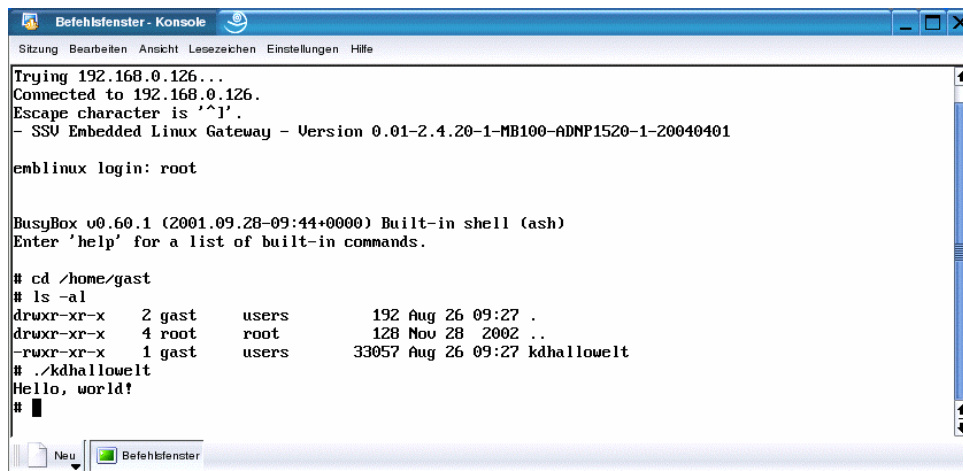 Befehlsfenster - Konsole
Sitzung Bearbeiten Ansicht Lesezeichen Einstellungen Hilfe
Trying 192.168.0.126...
Connected to 192.168.0.126.
Escape character is '^]'.
- SSV Embedded Linux Gateway - Version 0.01-2.4.20-1-MB100-ADNP1520-1-20040401
emblinux login: root
BusyBox v0.60.1 (2001.09.28-09:44+0000) Built-in shell (ash)
Enter 'help' for a list of built-in commands.
# cd /home/gast
# ls -al
drwxr-xr-x    2 gast     users         192 Aug 26 09:27 .
drwxr-xr-x    4 root     root          128 Nov 28  2002 ..
-rwxr-xr-x    1 gast     users       33057 Aug 26 09:27 kdhallowelt
# ./kdhallowelt
Hello, world!
#
Neu Befehlsfenster